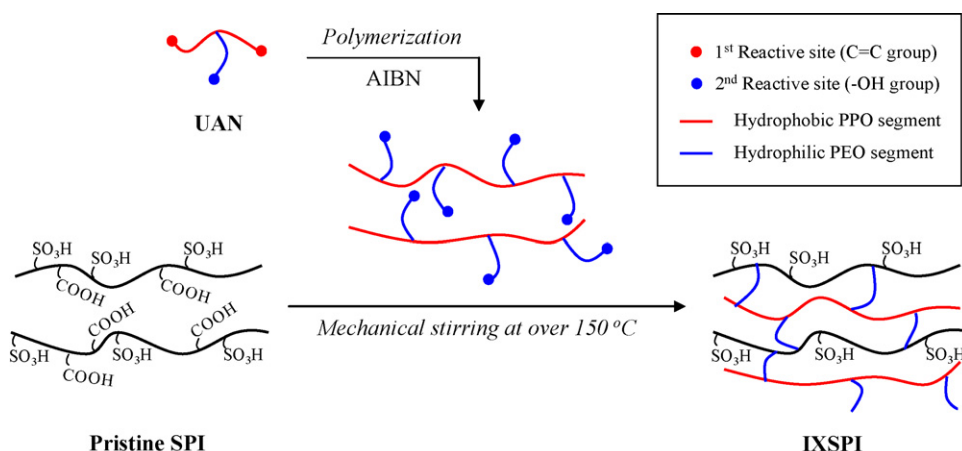 UAN
Polymerization
AIBN
1st Reactive site (C=C group)
2nd Reactive site (-OH group)
Hydrophobic PPO segment
Hydrophilic PEO segment
SO3H
SO3H
SO3H
COOH
COOH
COOH
COOH
SO3H
SO3H
SO3H
COOH
Mechanical stirring at over 150 °C
SO3H
SO3H
SO3H
SO3H
SO3H
SO3H
Pristine SPI
IXSPI